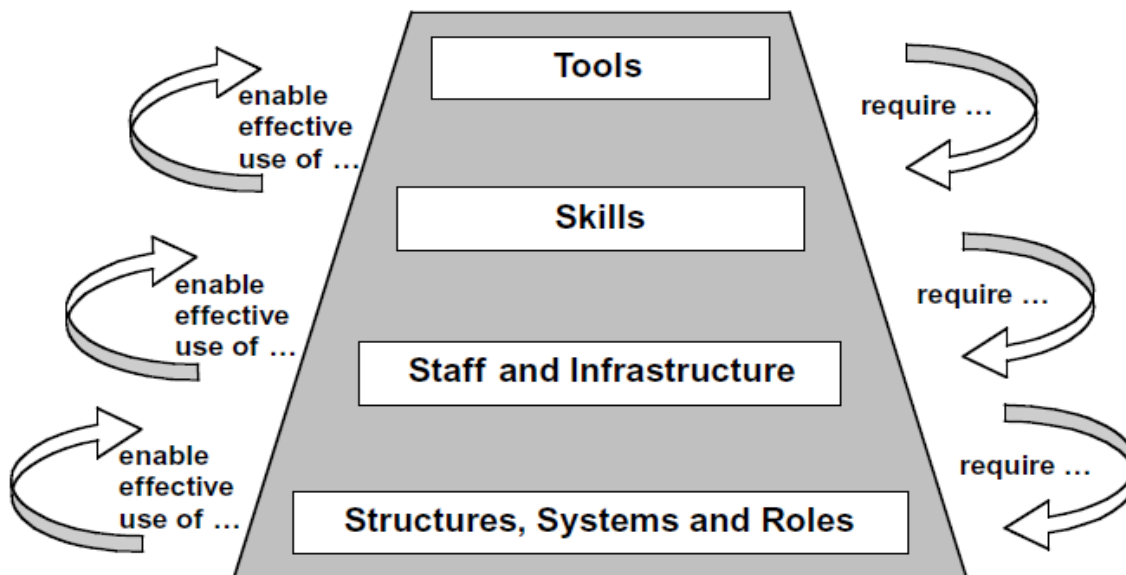 Tools
enable
effective
use of …
require …
Skills
enable
effective
use of …
require …
Staff and Infrastructure
enable
effective
use of …
require …
Structures, Systems and Roles